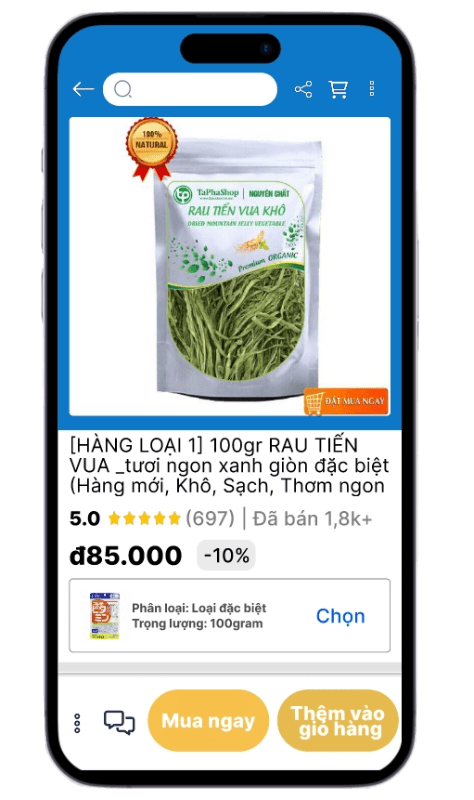 100%
NATURAL
TaPhaShop NGUYÊN CHẤT
RAU TIẾN VUA KHÔ
DRIED MOUNTAIN JELLY VEGETABLE
Premium ORGANIC
ĐẶT MUA NGAY
[HÀNG LOẠI 1] 100gr RAU TIẾN
VUA _tươi ngon xanh giòn đặc biệt
(Hàng mới, Khô, Sạch, Thơm ngon
5.0 (697) | Đã bán 1,8k+
đ85.000 -10%
Phân loại: Loại đặc biệt
Trọng lượng: 100gram
Chọn
Mua ngay
Thêm vào
giỏ hàng